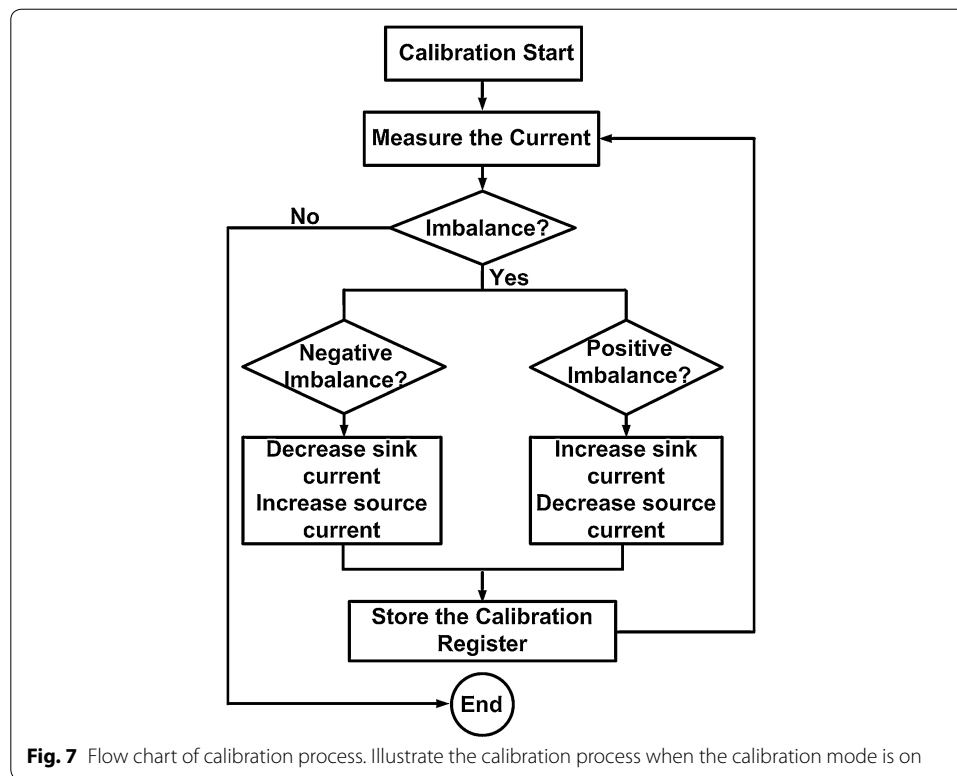 Calibration Start
Measure the Current
No
Imbalance?
Yes
Negative
Imbalance?
Positive
Imbalance?
Decrease sink
current
Increase source
current
Increase sink
current
Decrease source
current
Store the Calibration
Register
End
Fig. 7 Flow chart of calibration process. Illustrate the calibration process when the calibration mode is on